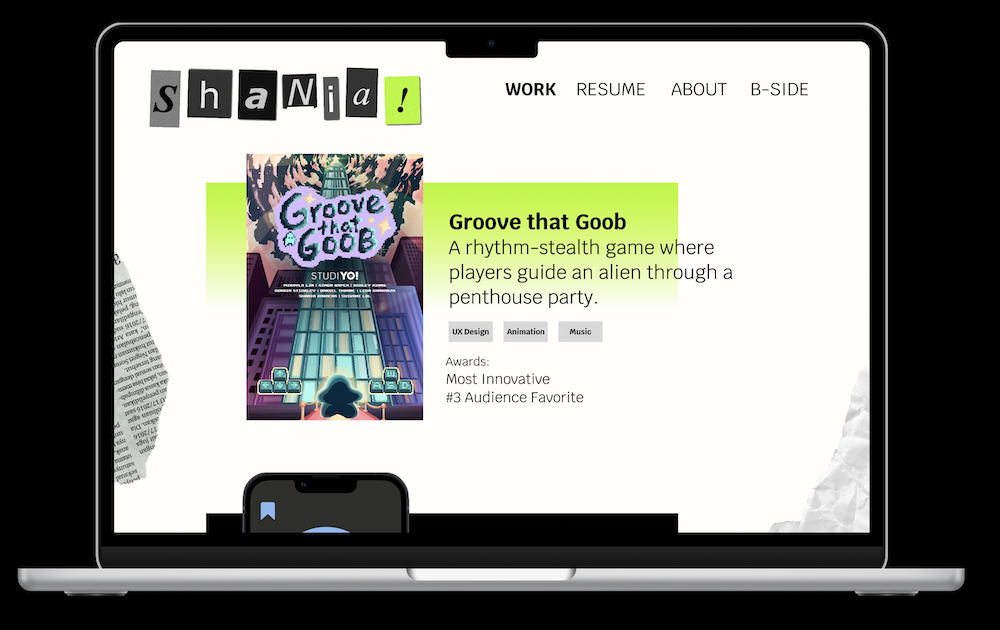 ShaNia!
WORK RESUME ABOUT B-SIDE
Groove
that
GOOB
STUDIYO!
Groove that Goob
A rhythm-stealth game where
players guide an alien through a
penthouse party.
UX Design Animation Music
Awards:
Most Innovative
#3 Audience Favorite